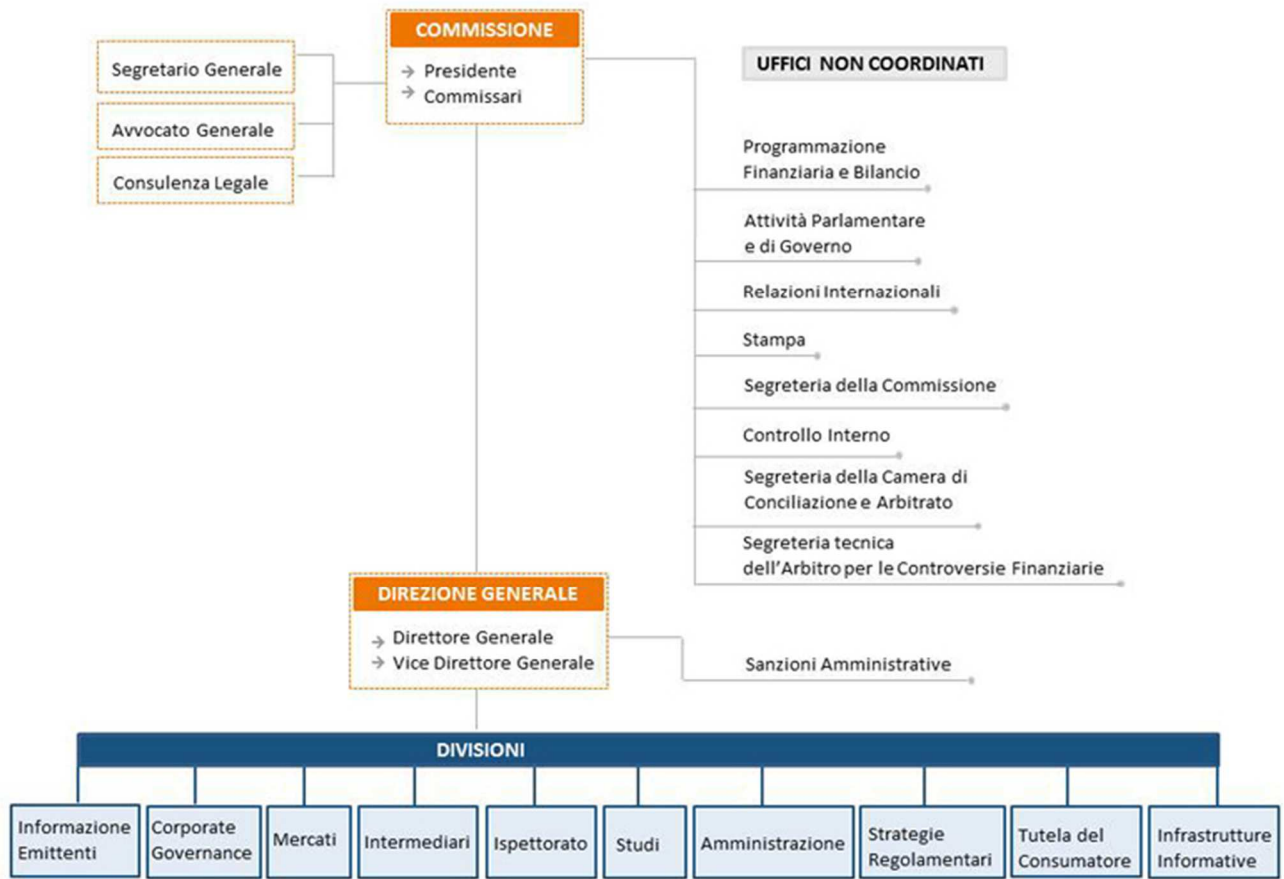 COMMISSIONE
Presidente
Commissari
Segretario Generale
Avvocato Generale
Consulenza Legale
UFFICI NON COORDINATI
Programmazione
Finanziaria e Bilancio
Attività Parlamentare
e di Governo
Relazioni Internazionali
Stampa
Segreteria della Commissione
Controllo Interno
Segreteria della Camera di
Conciliazione e Arbitrato
Segreteria tecnica
dell'Arbitro per le Controversie Finanziarie
DIREZIONE GENERALE
Direttore Generale
Vice Direttore Generale
Sanzioni Amministrative
DIVISIONI
Informazione
Emittenti
Corporate
Governance
Mercati
Intermediari
Ispettorato
Studi
Amministrazione
Strategie
Regolamentari
Tutela del
Consumatore
Infrastrutture
Informative